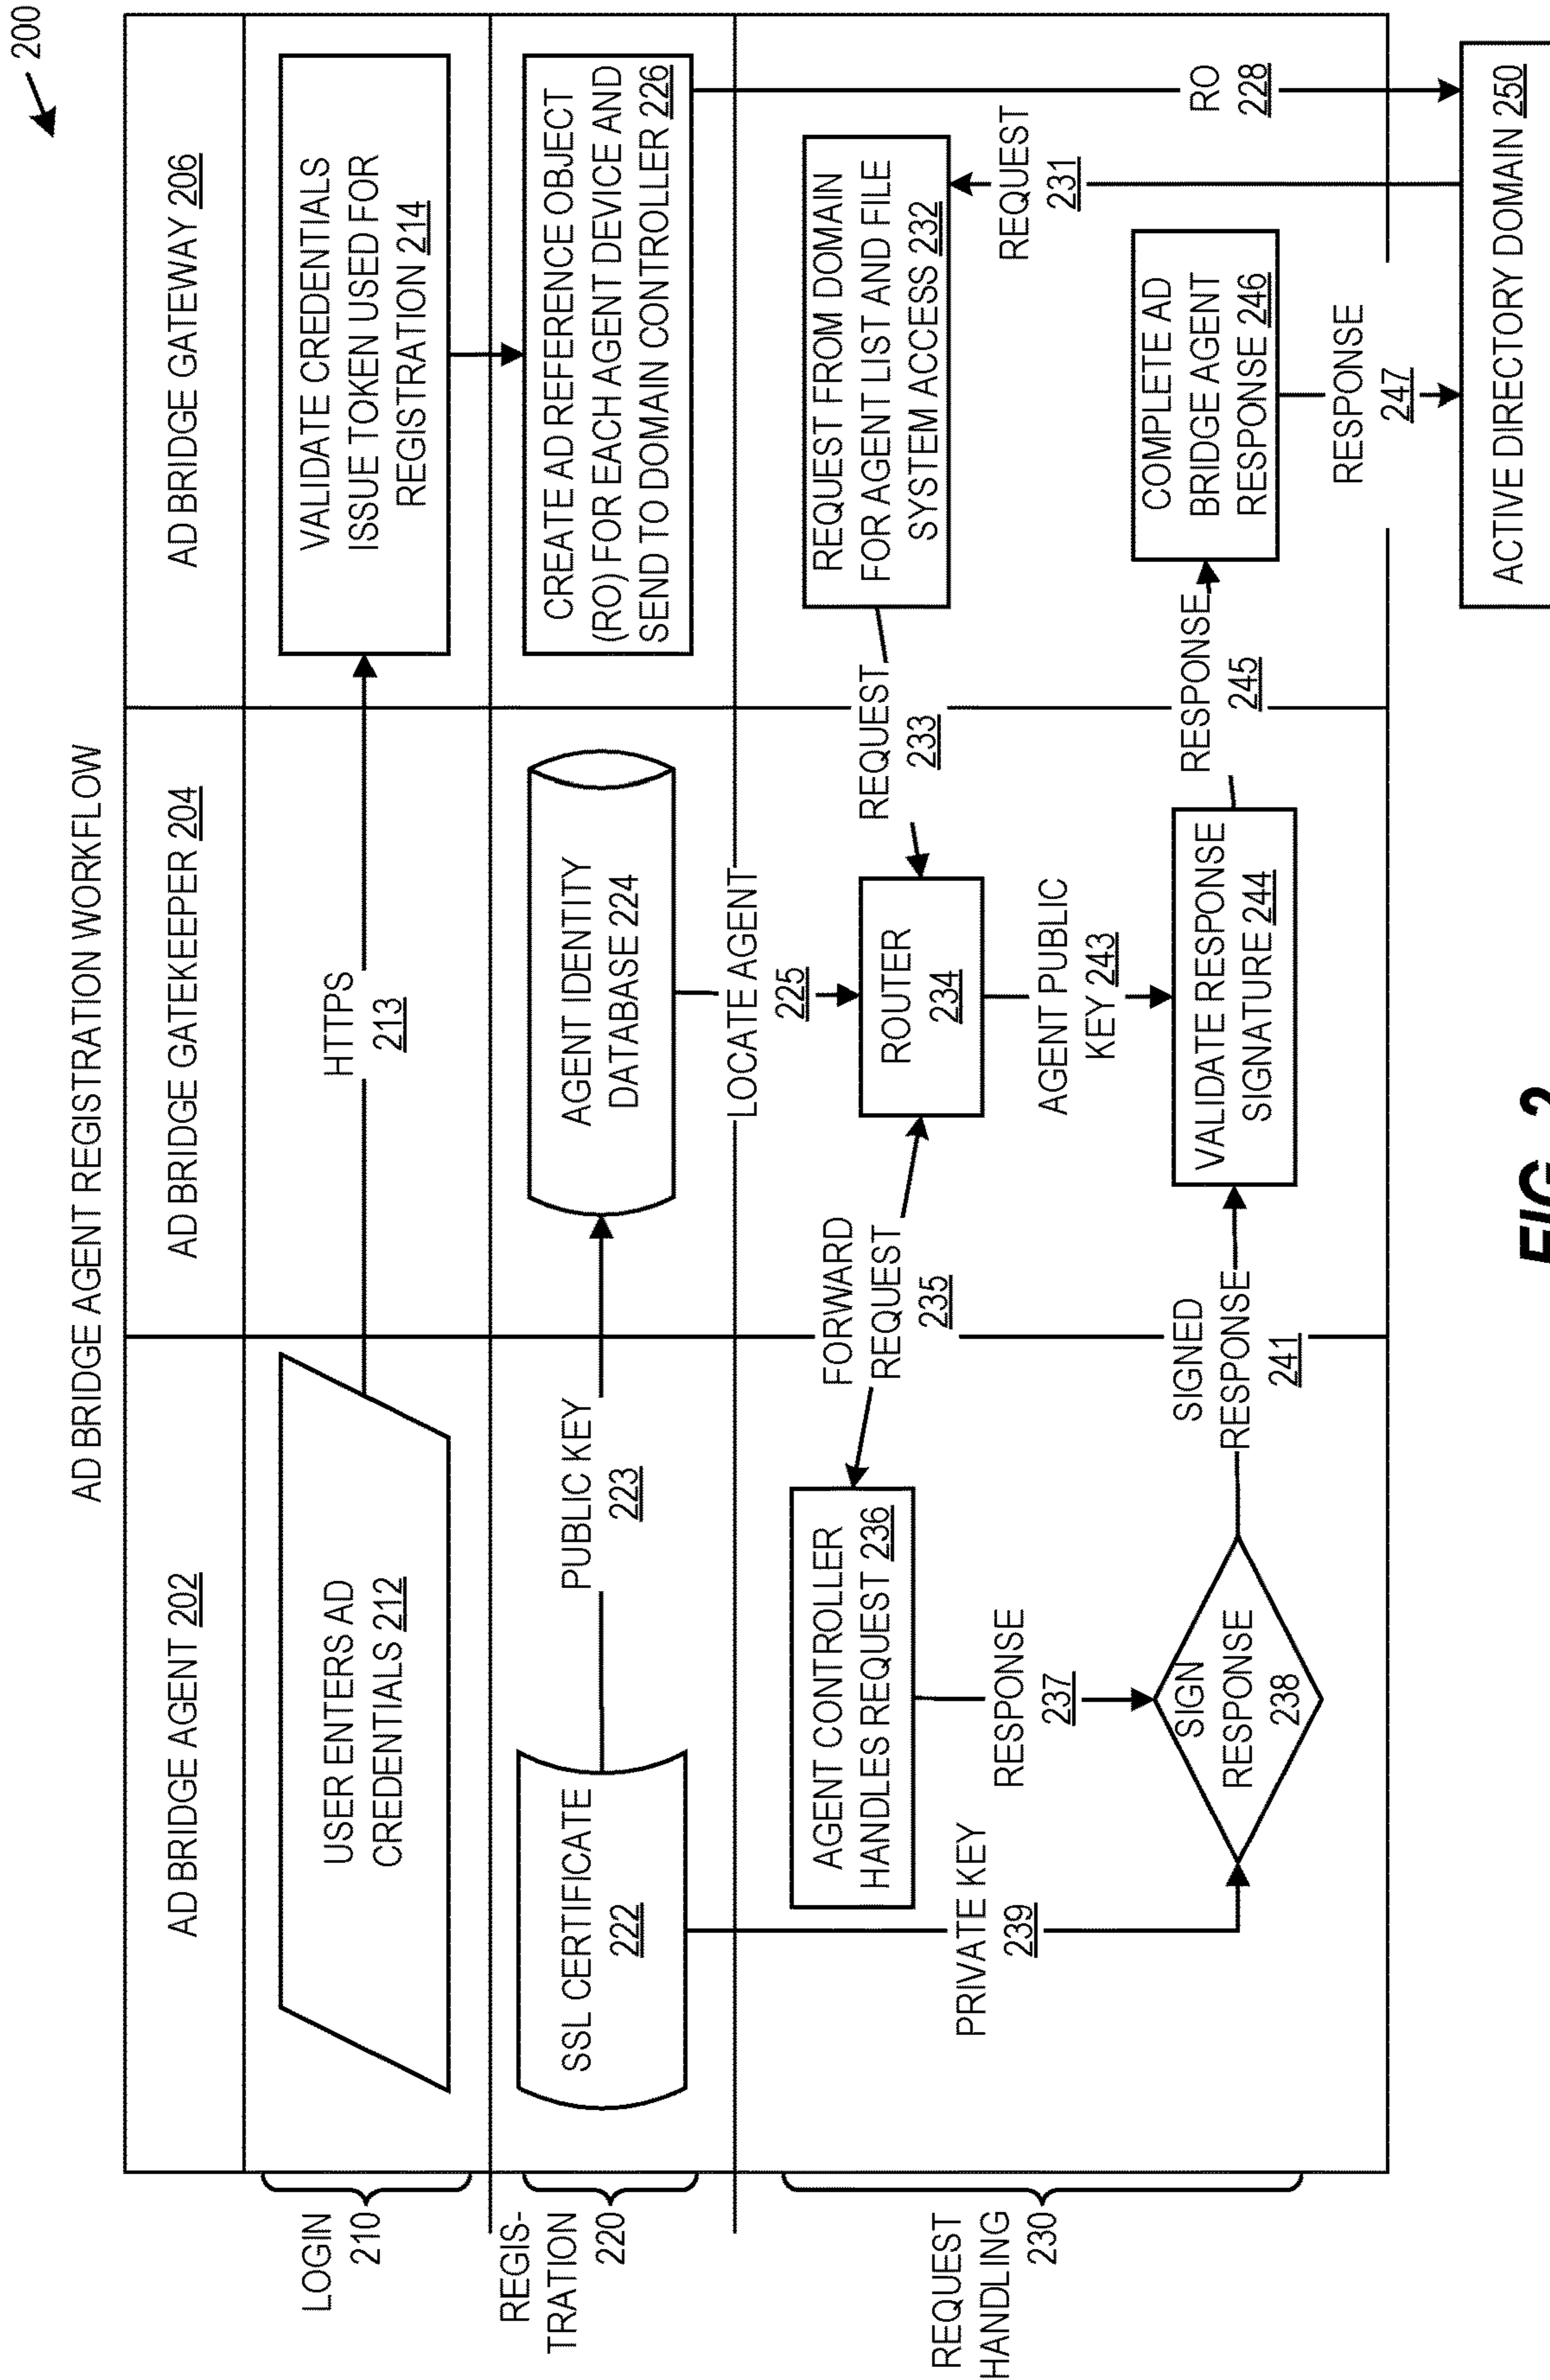 200
AD BRIDGE AGENT REGISTRATION WORKFLOW
AD BRIDGE AGENT 202
AD BRIDGE GATEKEEPER 204
AD BRIDGE GATEWAY 206
LOGIN
210
USER ENTERS AD
CREDENTIALS 212
HTTPS
213
VALIDATE CREDENTIALS
ISSUE TOKEN USED FOR
REGISTRATION 214
REGIS-
TRATION
220
SSL CERTIFICATE
222
PUBLIC KEY
223
AGENT IDENTITY
DATABASE 224
CREATE AD REFERENCE OBJECT
(RO) FOR EACH AGENT DEVICE AND
SEND TO DOMAIN CONTROLLER 226
LOCATE AGENT
225
REQUEST
HANDLING
230
AGENT CONTROLLER
HANDLES REQUEST 236
FORWARD
REQUEST
235
ROUTER
234
REQUEST
233
REQUEST FROM DOMAIN
FOR AGENT LIST AND FILE
SYSTEM ACCESS 232
REQUEST
231
RO
228
PRIVATE KEY
239
RESPONSE
237
AGENT PUBLIC
KEY 243
SIGN
RESPONSE
238
SIGNED
RESPONSE
241
VALIDATE RESPONSE
SIGNATURE 244
RESPONSE
245
COMPLETE AD
BRIDGE AGENT
RESPONSE 246
RESPONSE
247
ACTIVE DIRECTORY DOMAIN 250
FIG. 2